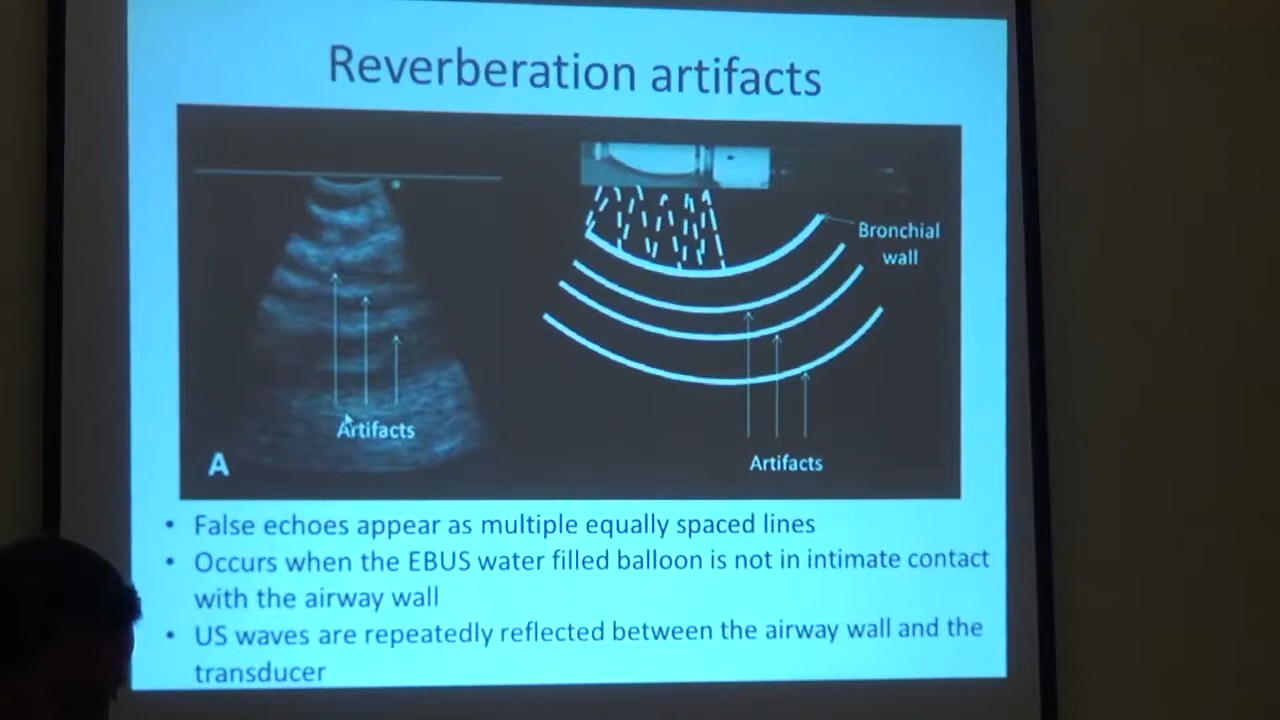 Reverberation artifacts
Bronchial
wall
Artifacts
A
Artifacts
• False echoes appear as multiple equally spaced lines
• Occurs when the EBUS water filled balloon is not in intimate contact
with the airway wall
• US waves are repeatedly reflected between the airway wall and the
transducer